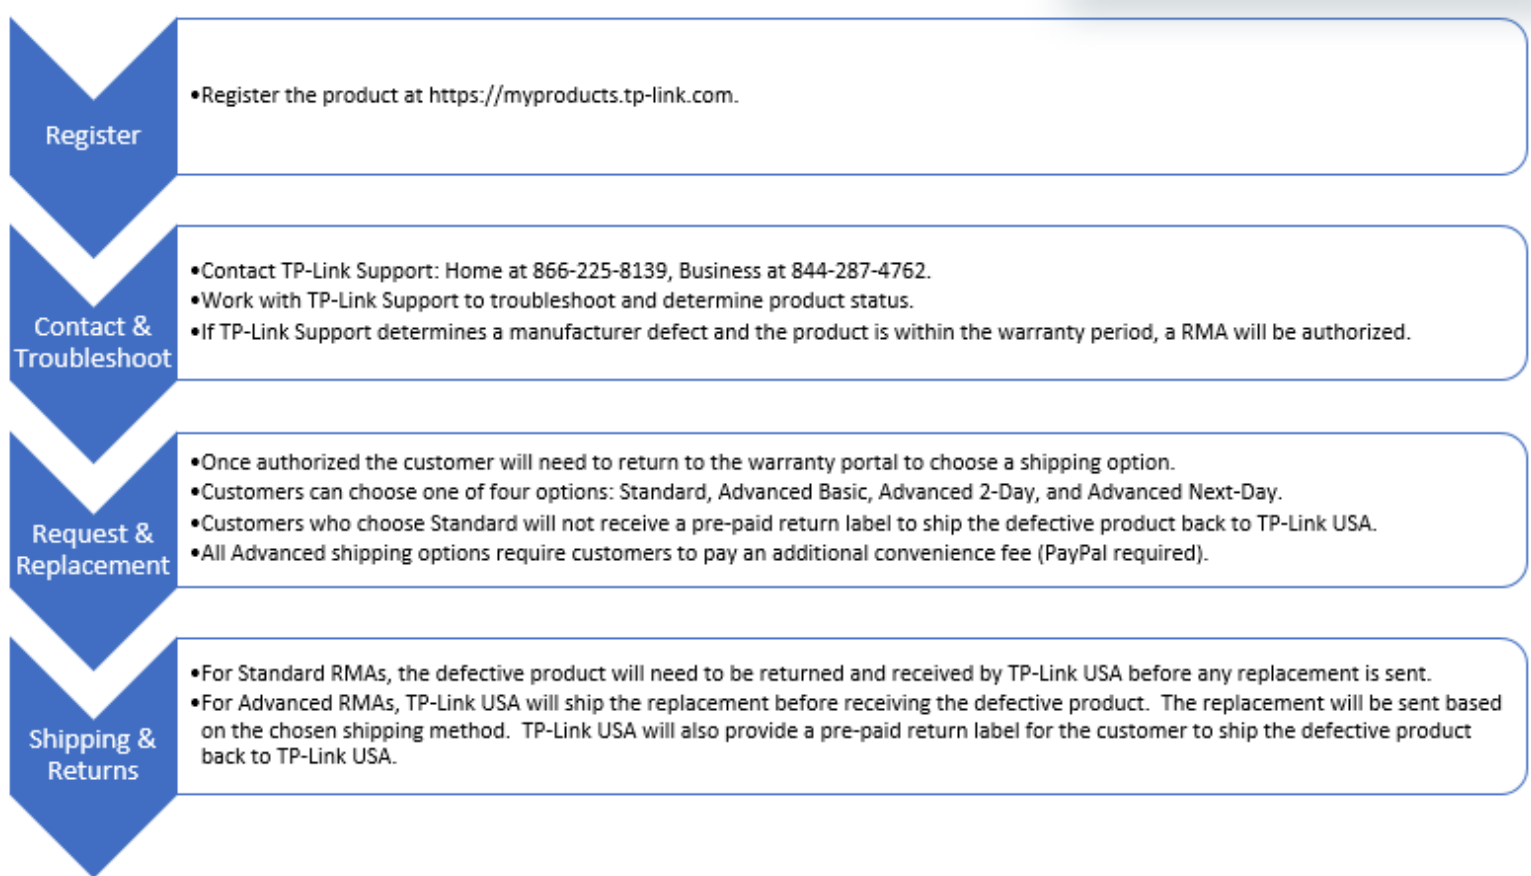 Register
•Register the product at https://myproducts.tp-link.com.
Contact &
Troubleshoot
•Contact TP-Link Support: Home at 866-225-8139, Business at 844-287-4762.
•Work with TP-Link Support to troubleshoot and determine product status.
•If TP-Link Support determines a manufacturer defect and the product is within the warranty period, a RMA will be authorized.
Request &
Replacement
•Once authorized the customer will need to return to the warranty portal to choose a shipping option.
•Customers can choose one of four options: Standard, Advanced Basic, Advanced 2-Day, and Advanced Next-Day.
•Customers who choose Standard will not receive a pre-paid return label to ship the defective product back to TP-Link USA.
•All Advanced shipping options require customers to pay an additional convenience fee (PayPal required).
Shipping &
Returns
•For Standard RMAs, the defective product will need to be returned and received by TP-Link USA before any replacement is sent.
•For Advanced RMAs, TP-Link USA will ship the replacement before receiving the defective product.  The replacement will be sent based
on the chosen shipping method.  TP-Link USA will also provide a pre-paid return label for the customer to ship the defective product
back to TP-Link USA.